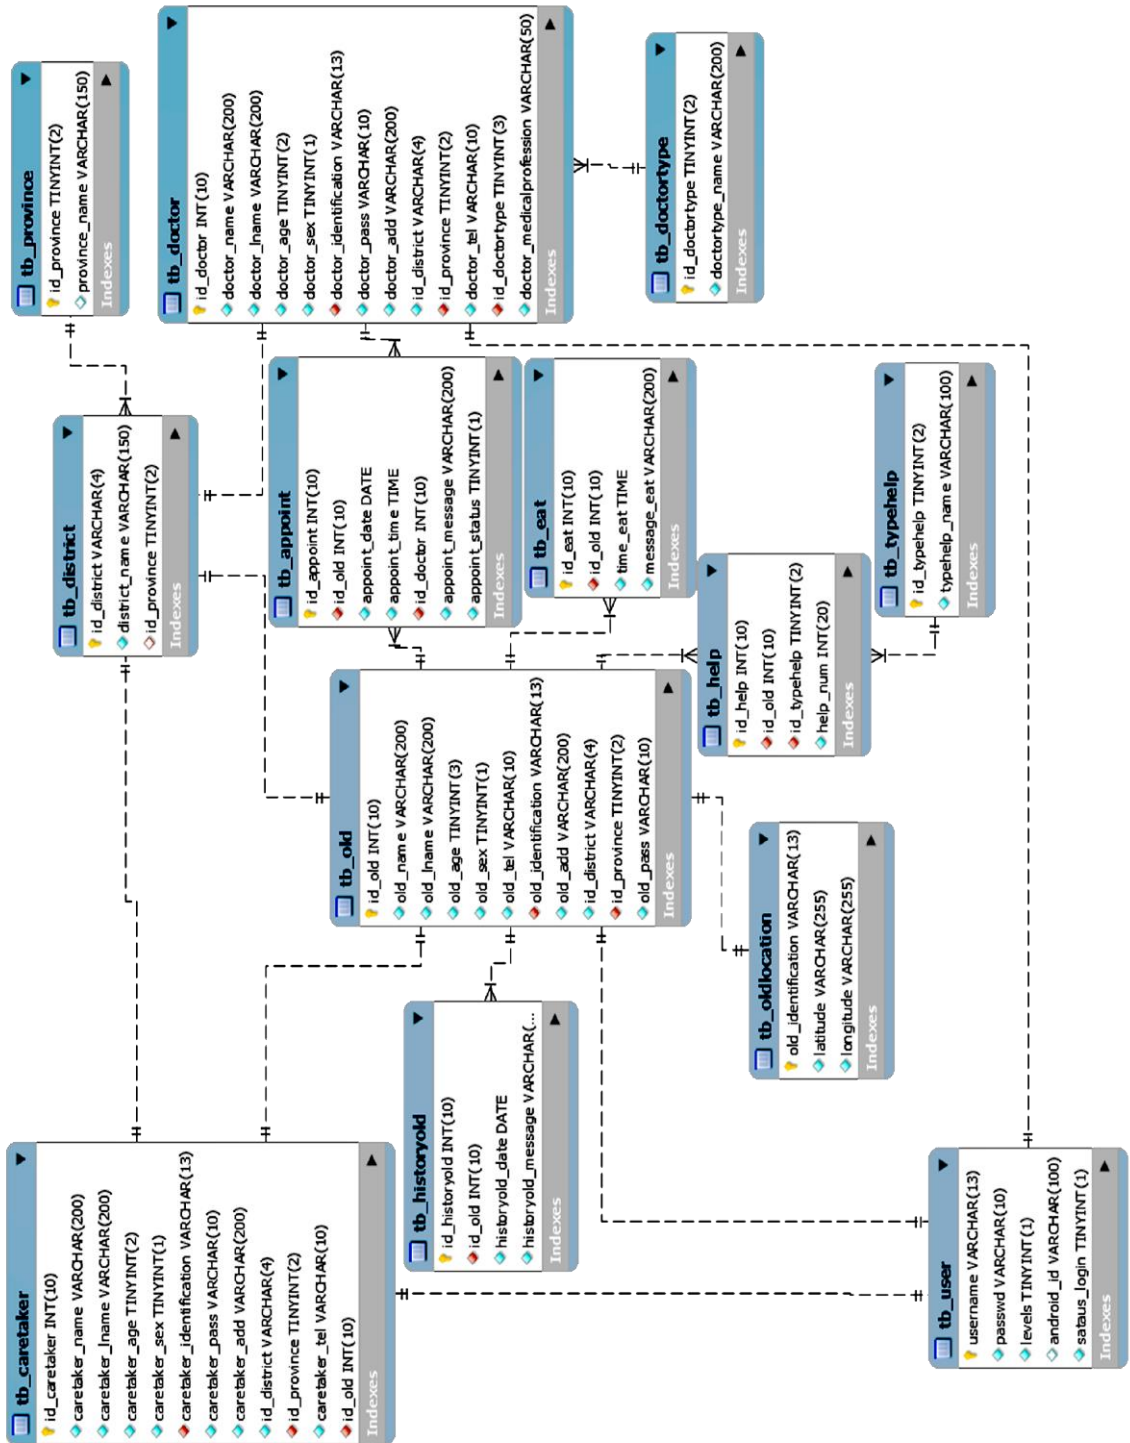 tb_caretaker
id_caretaker INT(10)
caretaker_name VARCHAR(200)
caretaker_lname VARCHAR(200)
caretaker_age TINYINT(2)
caretaker_sex TINYINT(1)
caretaker_identification VARCHAR(13)
caretaker_pass VARCHAR(10)
caretaker_add VARCHAR(200)
id_district VARCHAR(4)
id_province TINYINT(2)
caretaker_tel VARCHAR(10)
id_old INT(10)
Indexes
tb_district
id_district VARCHAR(4)
district_name VARCHAR(150)
id_province TINYINT(2)
Indexes
tb_province
id_province TINYINT(2)
province_name VARCHAR(150)
Indexes
tb_doctor
id_doctor INT(10)
doctor_name VARCHAR(200)
doctor_lname VARCHAR(200)
doctor_age TINYINT(2)
doctor_sex TINYINT(1)
doctor_identification VARCHAR(13)
doctor_pass VARCHAR(10)
doctor_add VARCHAR(200)
id_district VARCHAR(4)
id_province TINYINT(2)
doctor_tel VARCHAR(10)
id_doctortype TINYINT(3)
doctor_medicalprofession VARCHAR(50)
Indexes
tb_appoint
id_appoint INT(10)
id_old INT(10)
appoint_date DATE
appoint_time TIME
id_doctor INT(10)
appoint_message VARCHAR(200)
appoint_status TINYINT(1)
Indexes
tb_old
id_old INT(10)
old_name VARCHAR(200)
old_lname VARCHAR(200)
old_age TINYINT(3)
old_sex TINYINT(1)
old_tel VARCHAR(10)
old_identification VARCHAR(13)
old_add VARCHAR(200)
id_district VARCHAR(4)
id_province TINYINT(2)
old_pass VARCHAR(10)
Indexes
tb_historyold
id_historyold INT(10)
id_old INT(10)
historyold_date DATE
historyold_message VARCHAR(...
Indexes
tb_eat
id_eat INT(10)
id_old INT(10)
time_eat TIME
message_eat VARCHAR(200)
Indexes
tb_doctortype
id_doctortype TINYINT(2)
doctortype_name VARCHAR(200)
Indexes
tb_help
id_help INT(10)
id_old INT(10)
id_typehelp TINYINT(2)
help_num INT(20)
Indexes
tb_oldlocation
old_identification VARCHAR(13)
latitude VARCHAR(255)
longitude VARCHAR(255)
Indexes
tb_typehelp
id_typehelp TINYINT(2)
typehelp_name VARCHAR(100)
Indexes
tb_user
username VARCHAR(13)
passwd VARCHAR(10)
levels TINYINT(1)
android_id VARCHAR(100)
sataus_login TINYINT(1)
Indexes